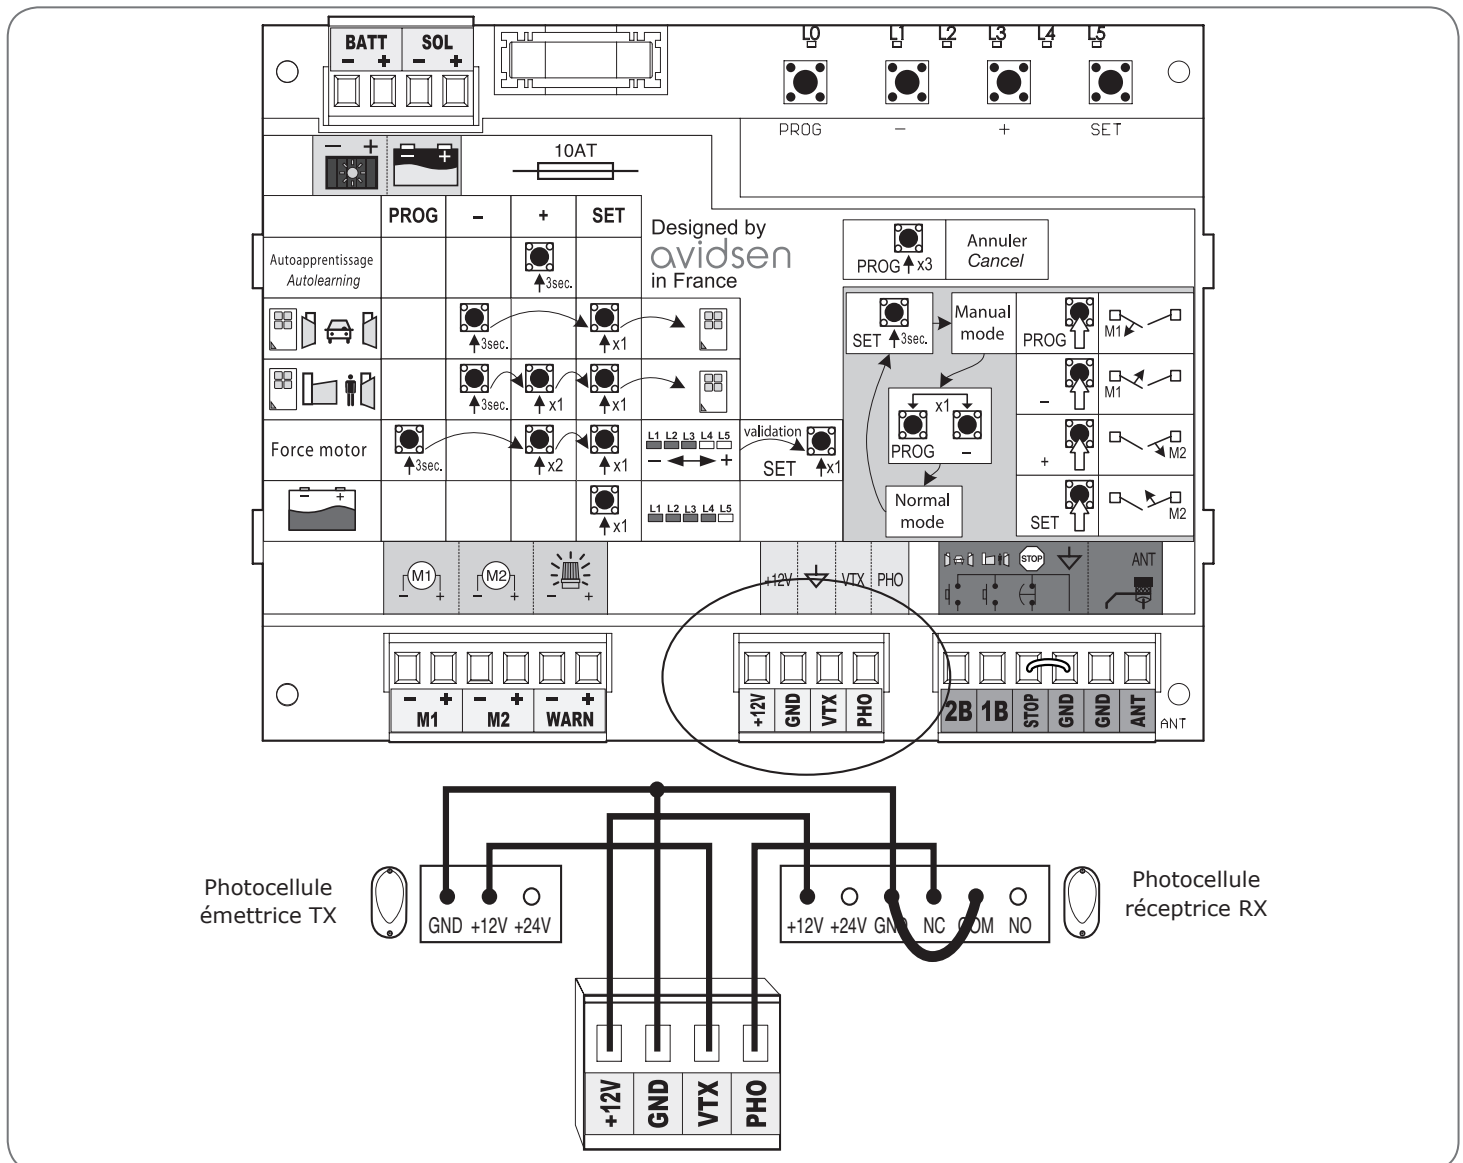 BATT SOL
- + - +
L0 L1 L2 L3 L4 L5
PROG - + SET
- +
- +
10AT
PROG - + SET
Designed by
avidsen
in France
Autoapprentissage
Autolearning
3sec.
PROG x3
Annuler
Cancel
3sec.
x1
SET 3sec.
Manual
mode
PROG
M1
3sec.
x1
x1
x1
PROG -
-
M1
Force motor
3sec.
x2
x1
L1 L2 L3 L4 L5
- +
validation
SET
x1
+
M2
- +
x1
L1 L2 L3 L4 L5
Normal
mode
SET
M2
M1
- +
M2
- +
- +
+12V VTX PHO
STOP
ANT
- + - + - +
M1 M2 WARN
+12V GND VTX PHO
2B 1B STOP GND GND ANT
ANT
Photocellule
émettrice TX
GND +12V +24V
+12V +24V GND NC COM NO
Photocellule
réceptrice RX
+12V GND VTX PHO